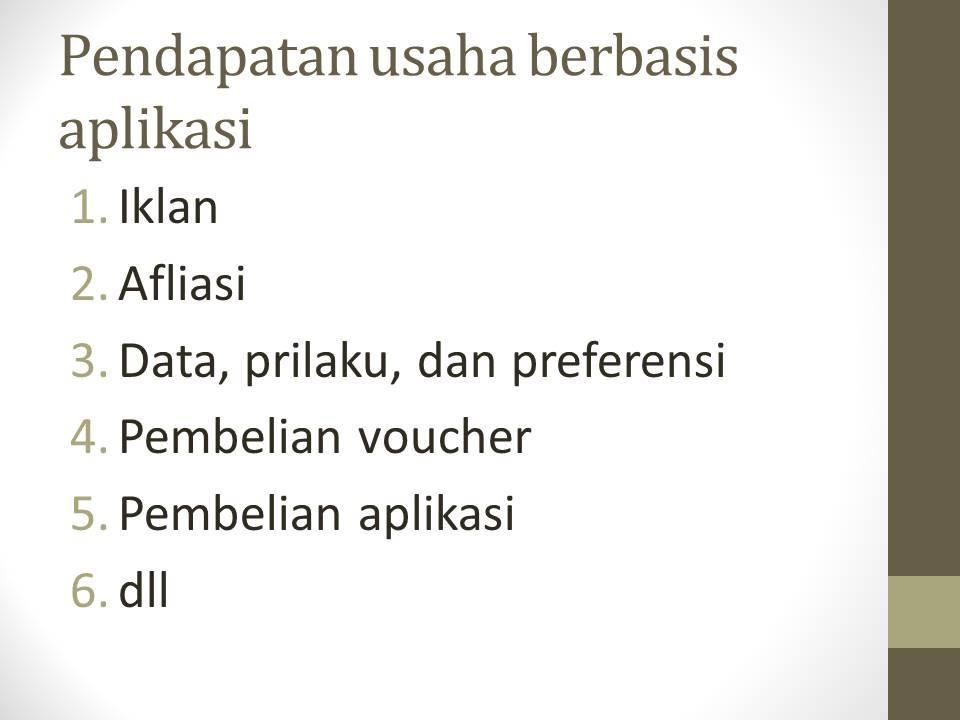 Pendapatan usaha berbasis
aplikasi
1. Iklan
2. Afliasi
3. Data, prilaku, dan preferensi
4. Pembelian voucher
5. Pembelian aplikasi
6. dll